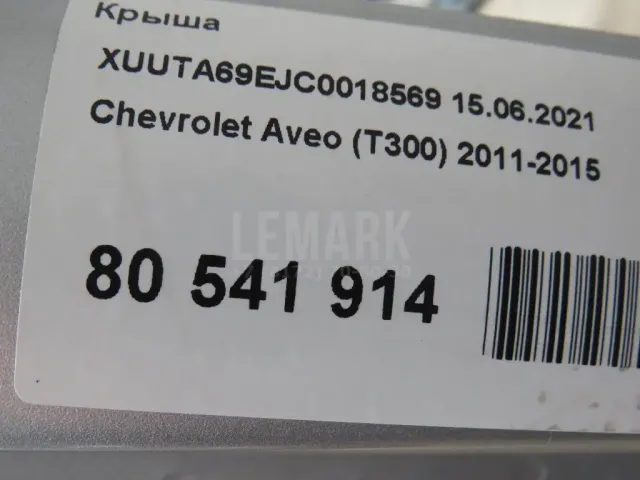 Крыша
XUUTA69EJC0018569 15.06.2021
Chevrolet Aveo (T300) 2011-2015
LEMARK
80 541 914